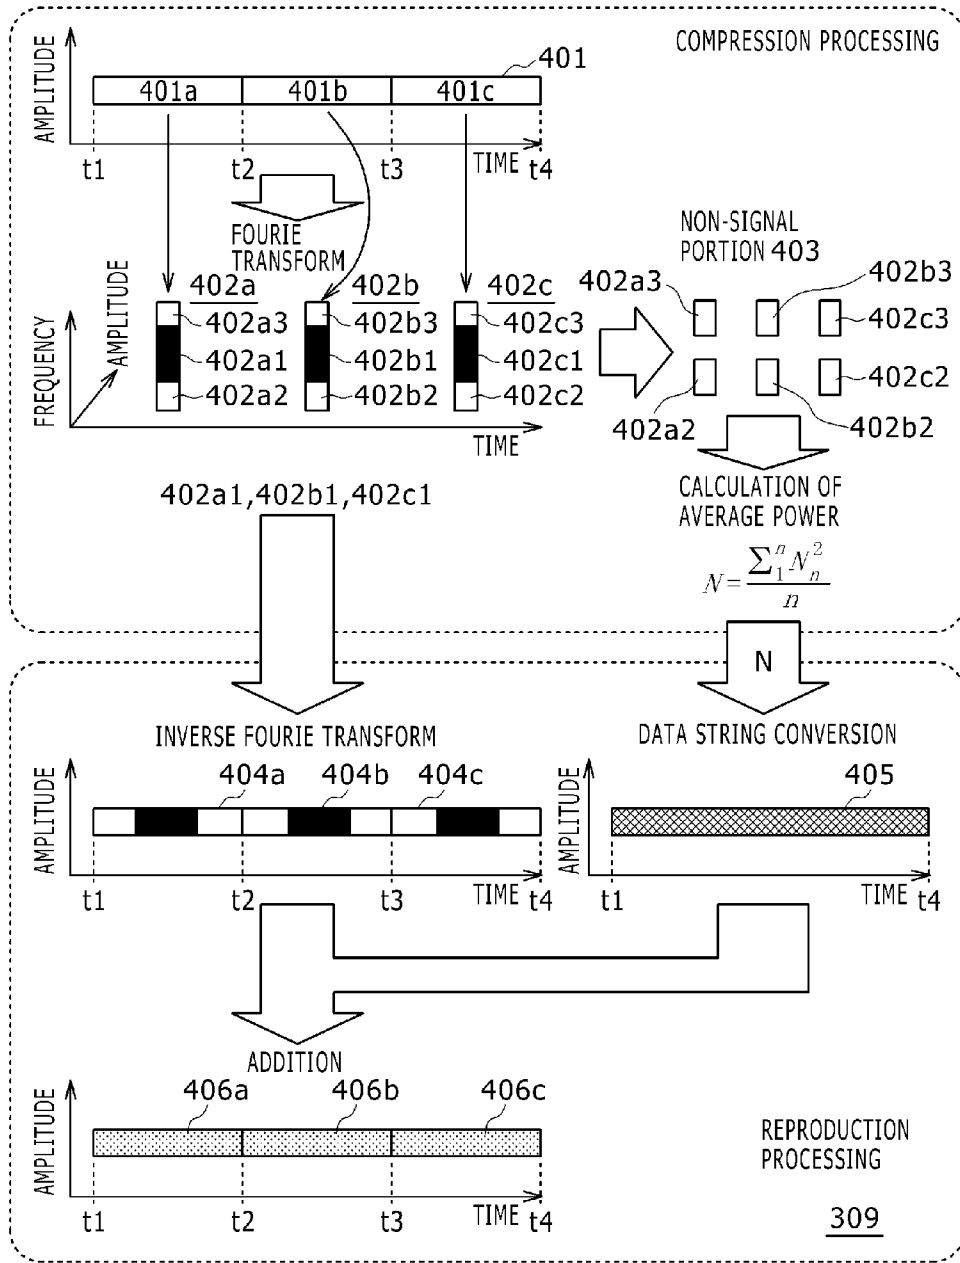 COMPRESSION PROCESSING
AMPLITUDE
401
401a 401b 401c
TIME
t1 t2 t3 t4
FOURIE
TRANSFORM
NON-SIGNAL
PORTION 403
FREQUENCY
AMPLITUDE
402a 402b 402c
402a3 402b3 402c3
402a1 402b1 402c1
402a2 402b2 402c2
TIME
402a3 402b3
402c3
402c2
402a2 402b2
402a1,402b1,402c1
CALCULATION OF
AVERAGE POWER
N = ∑₁ⁿ Nₙ² / n
N
INVERSE FOURIE TRANSFORM
AMPLITUDE
404a 404b 404c
TIME
t1 t2 t3 t4
DATA STRING CONVERSION
AMPLITUDE
405
TIME
t1 t4
ADDITION
AMPLITUDE
406a 406b 406c
TIME
t1 t2 t3 t4
REPRODUCTION
PROCESSING
309